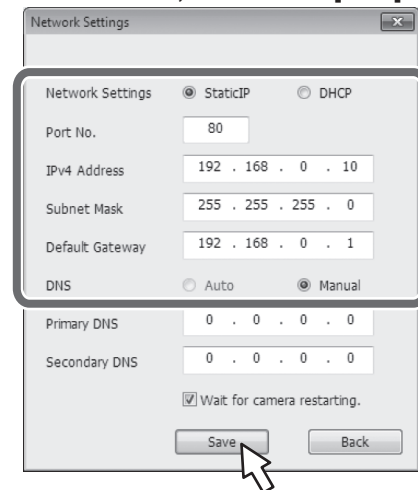 Network Settings
Network Settings StaticIP DHCP
Port No. 80
IPv4 Address 192 . 168 . 0 . 10
Subnet Mask 255 . 255 . 255 . 0
Default Gateway 192 . 168 . 0 . 1
DNS Auto Manual
Primary DNS 0 . 0 . 0 . 0
Secondary DNS 0 . 0 . 0 . 0
Wait for camera restarting.
Save Back